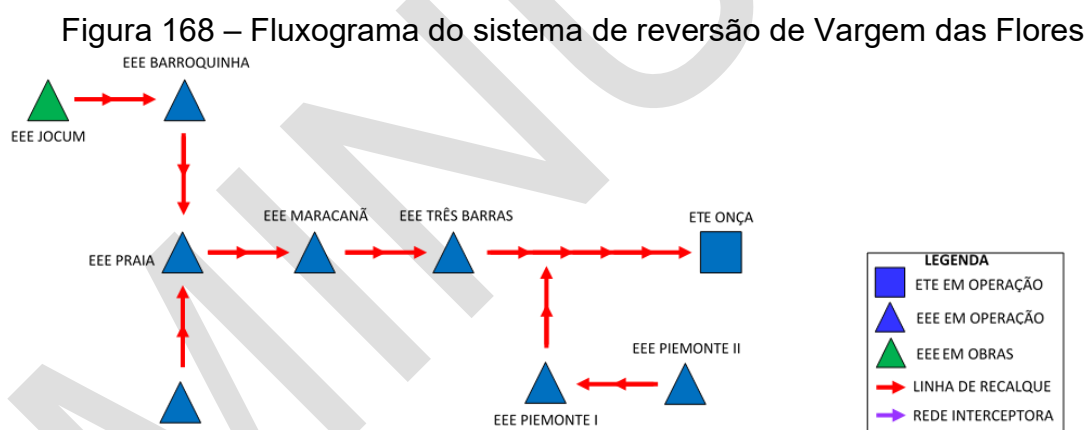 Figura 168 – Fluxograma do sistema de reversão de Vargem das Flores
EEE BARROQUINHA
EEE JOCUM
EEE MARACANÃ
EEE TRÊS BARRAS
ETE ONÇA
EEE PRAIA
EEE PIEMONTE II
EEE PIEMONTE I
LEGENDA
ETE EM OPERAÇÃO
EEE EM OPERAÇÃO
EEE EM OBRAS
LINHA DE RECALQUE
REDE INTERCEPTORA